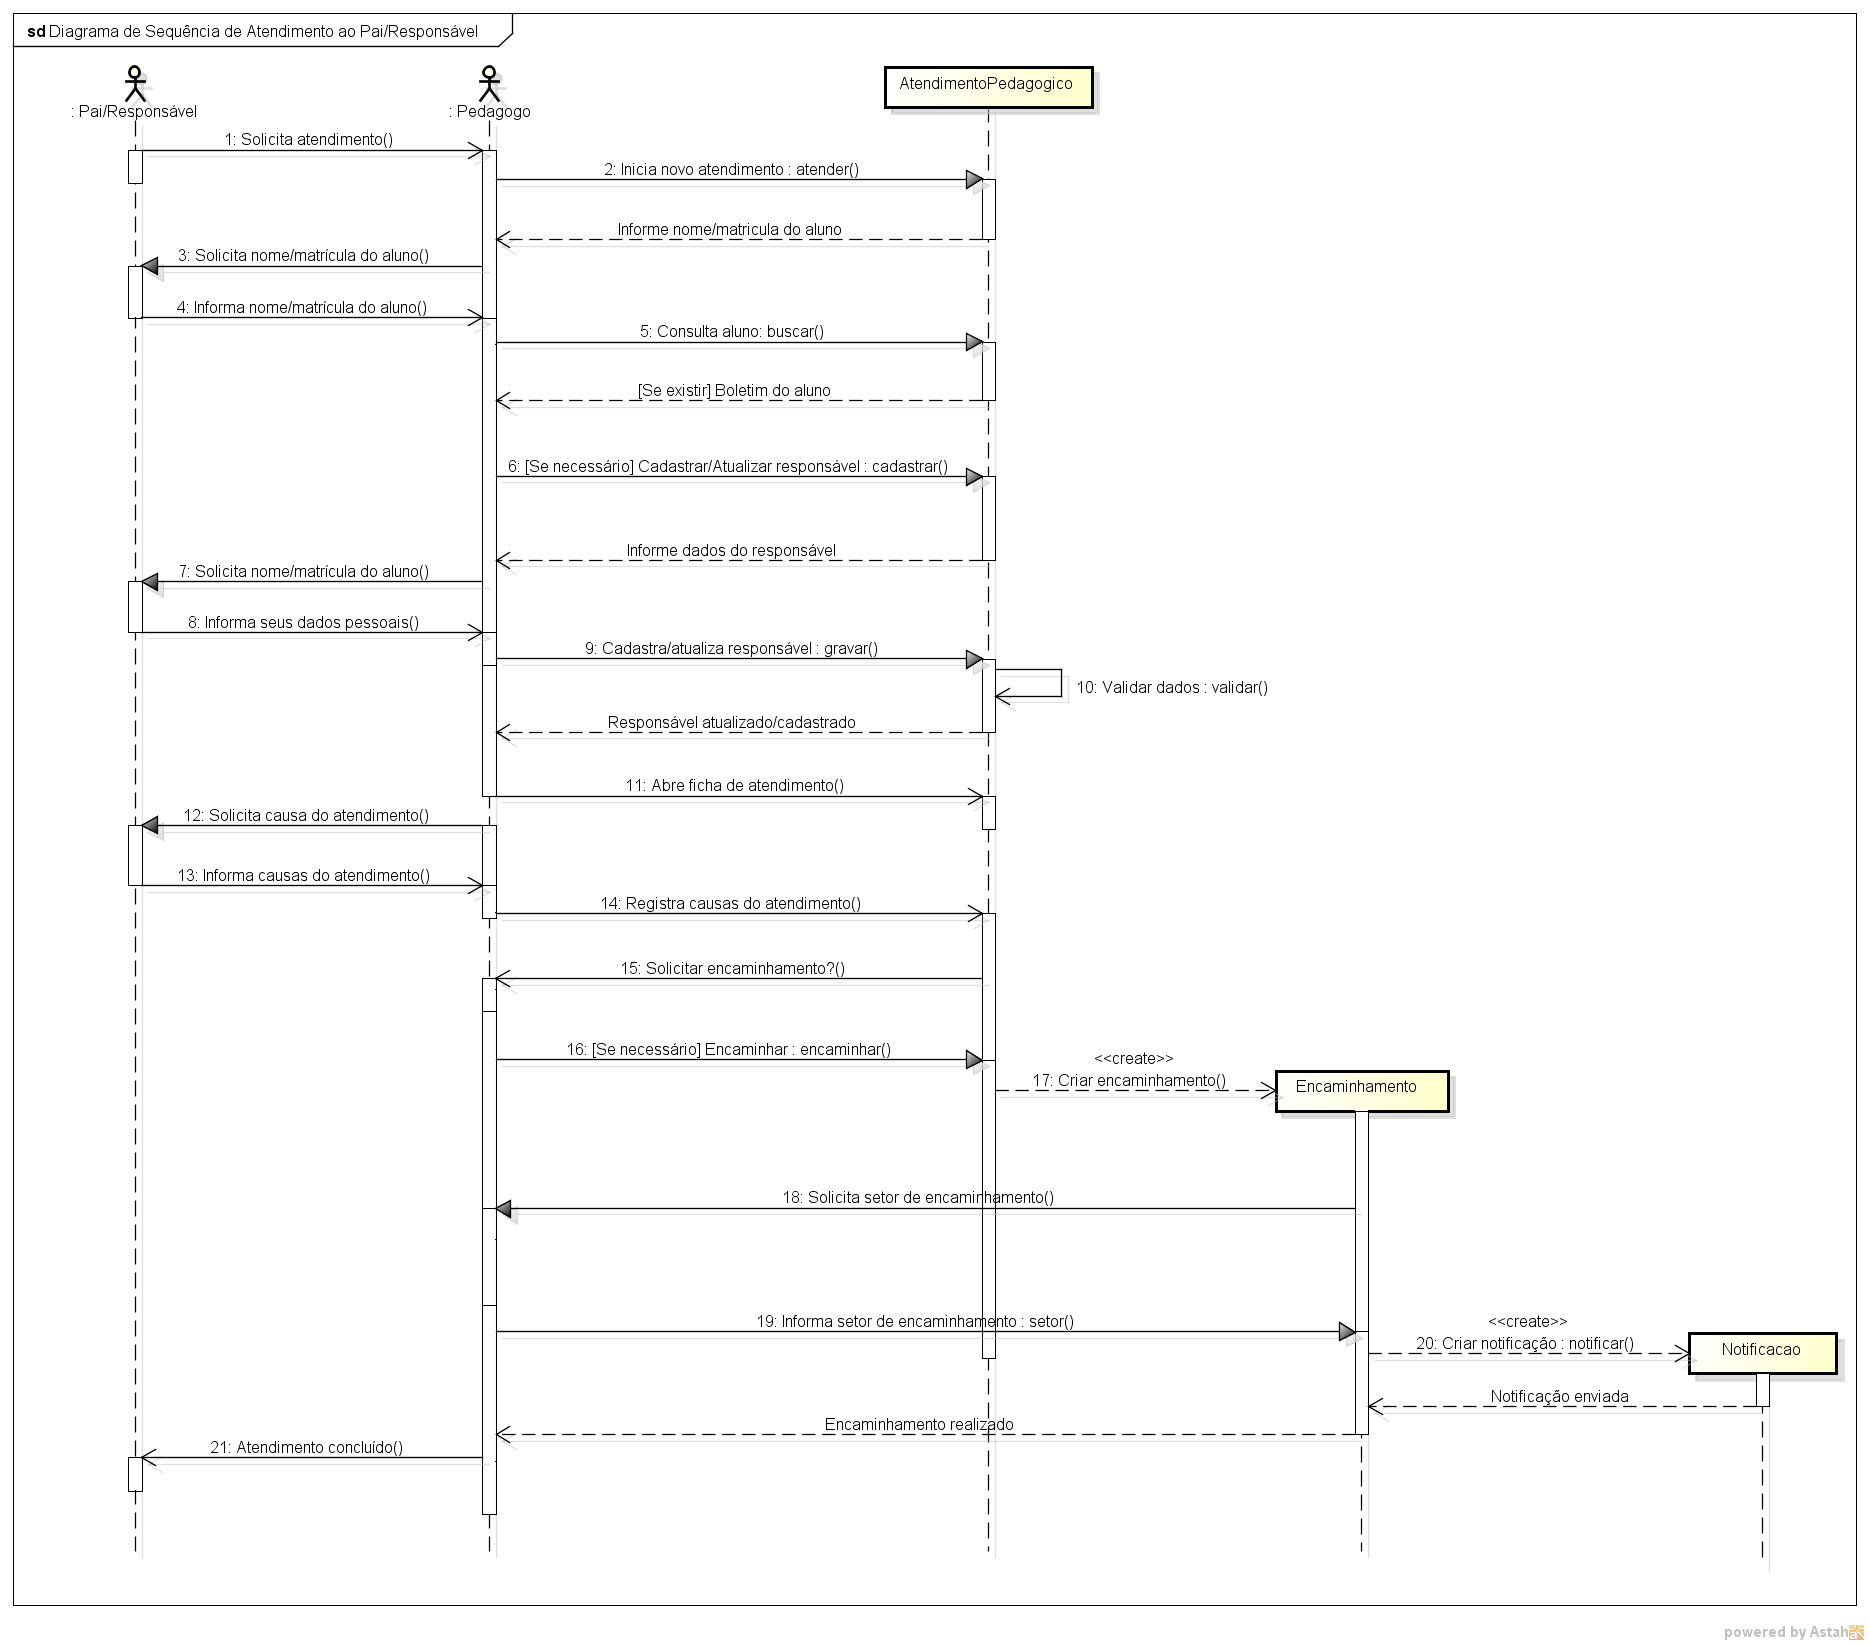 sd Diagrama de Sequência de Atendimento ao Pai/Responsável
: Pai/Responsável
: Pedagogo
AtendimentoPedagogico
1: Solicita atendimento()
2: Inicia novo atendimento : atender()
Informe nome/matricula do aluno
3: Solicita nome/matrícula do aluno()
4: Informa nome/matrícula do aluno()
5: Consulta aluno: buscar()
[Se existir] Boletim do aluno
6: [Se necessário] Cadastrar/Atualizar responsável : cadastrar()
Informe dados do responsável
7: Solicita nome/matrícula do aluno()
8: Informa seus dados pessoais()
9: Cadastra/atualiza responsável : gravar()
10: Validar dados : validar()
Responsável atualizado/cadastrado
11: Abre ficha de atendimento()
12: Solicita causa do atendimento()
13: Informa causas do atendimento()
14: Registra causas do atendimento()
15: Solicitar encaminhamento?()
16: [Se necessário] Encaminhar : encaminhar()
<<create>>
17: Criar encaminhamento()
Encaminhamento
18: Solicita setor de encaminhamento()
19: Informa setor de encaminhamento : setor()
<<create>>
20: Criar notificação : notificar()
Notificacao
Notificação enviada
Encaminhamento realizado
21: Atendimento concluído()
powered by Astah